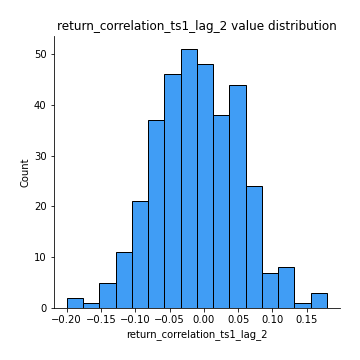 return_correlation_ts1_lag_2 value distribution
50
40
30
20
10
0
Count
−0.20 −0.15 −0.10 −0.05 0.00 0.05 0.10 0.15
return_correlation_ts1_lag_2